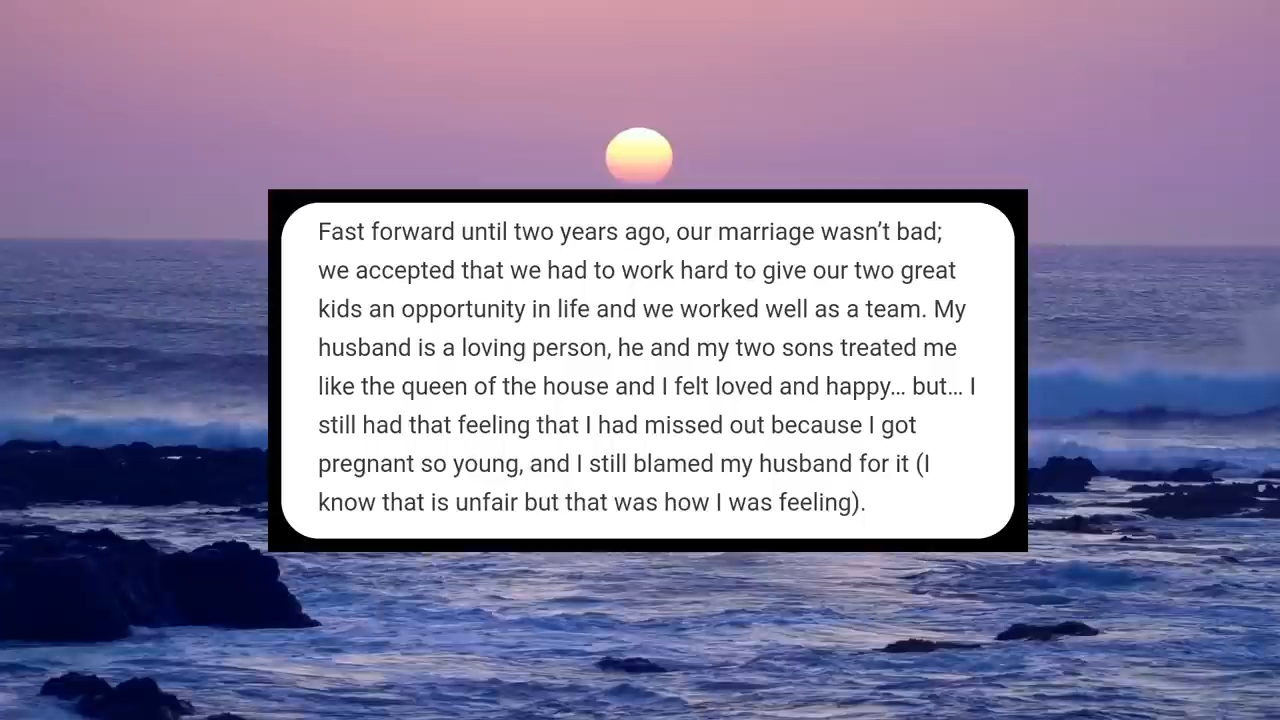 Fast forward until two years ago, our marriage wasn’t bad;
we accepted that we had to work hard to give our two great
kids an opportunity in life and we worked well as a team. My
husband is a loving person, he and my two sons treated me
like the queen of the house and I felt loved and happy… but… I
still had that feeling that I had missed out because I got
pregnant so young, and I still blamed my husband for it (I
know that is unfair but that was how I was feeling).